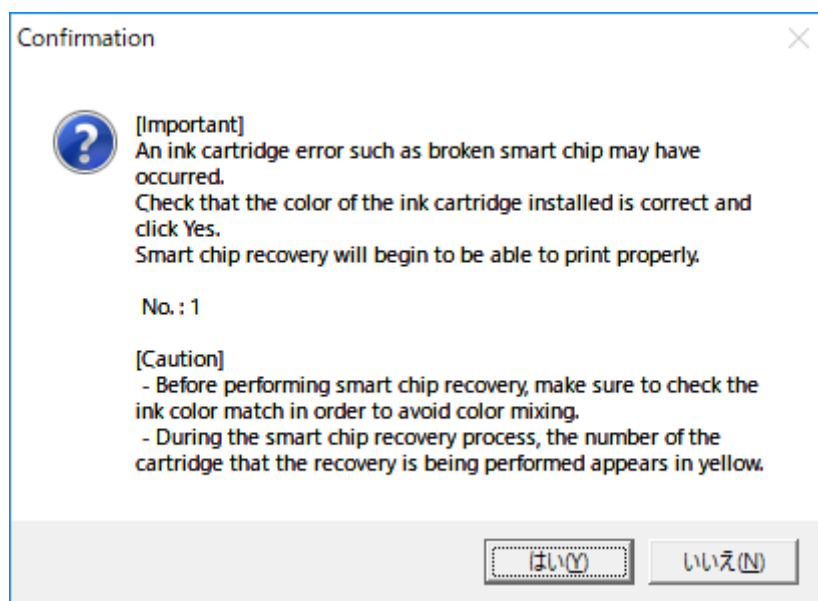 Confirmation
[Important]
An ink cartridge error such as broken smart chip may have
occurred.
Check that the color of the ink cartridge installed is correct and
click Yes.
Smart chip recovery will begin to be able to print properly.
No. : 1
[Caution]
- Before performing smart chip recovery, make sure to check the
ink color match in order to avoid color mixing.
- During the smart chip recovery process, the number of the
cartridge that the recovery is being performed appears in yellow.
はい(Y)
いいえ(N)